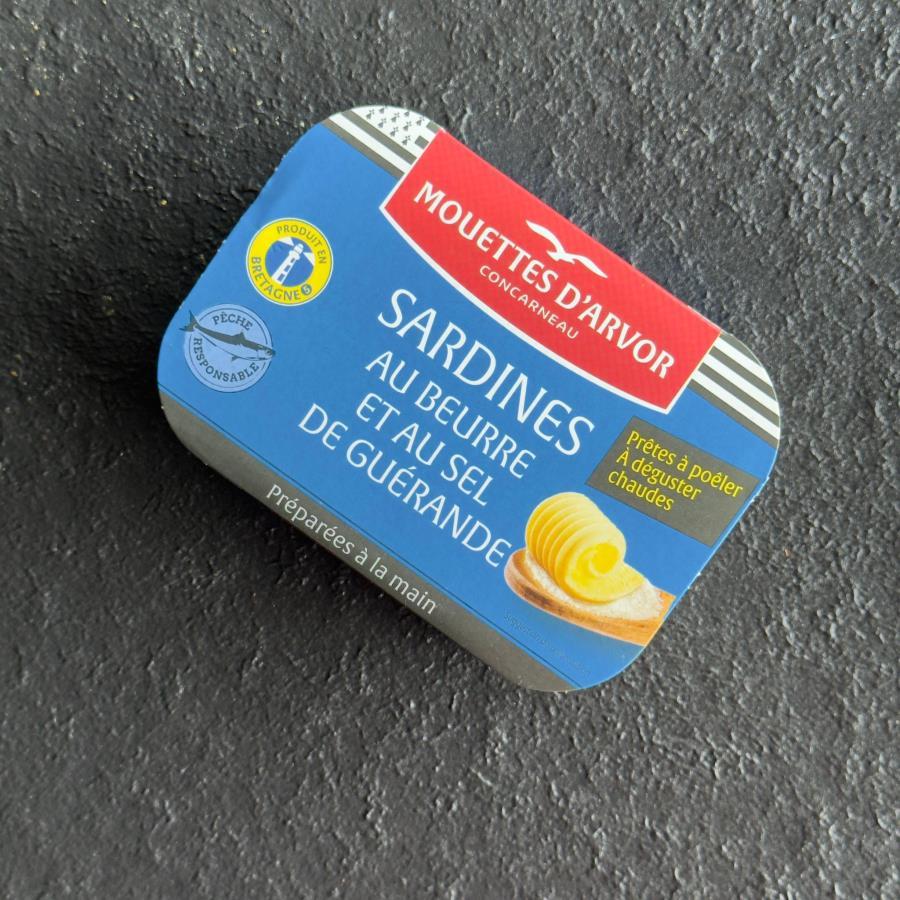 MOUETTES D'ARVOR
CONCARNEAU
PRODUIT EN
BRETAGNE
PÊCHE
RESPONSABLE
SARDINES
AU BEURRE
ET AU SEL
DE GUÉRANDE
Prêtes à poêler
À déguster
chaudes
Préparées à la main